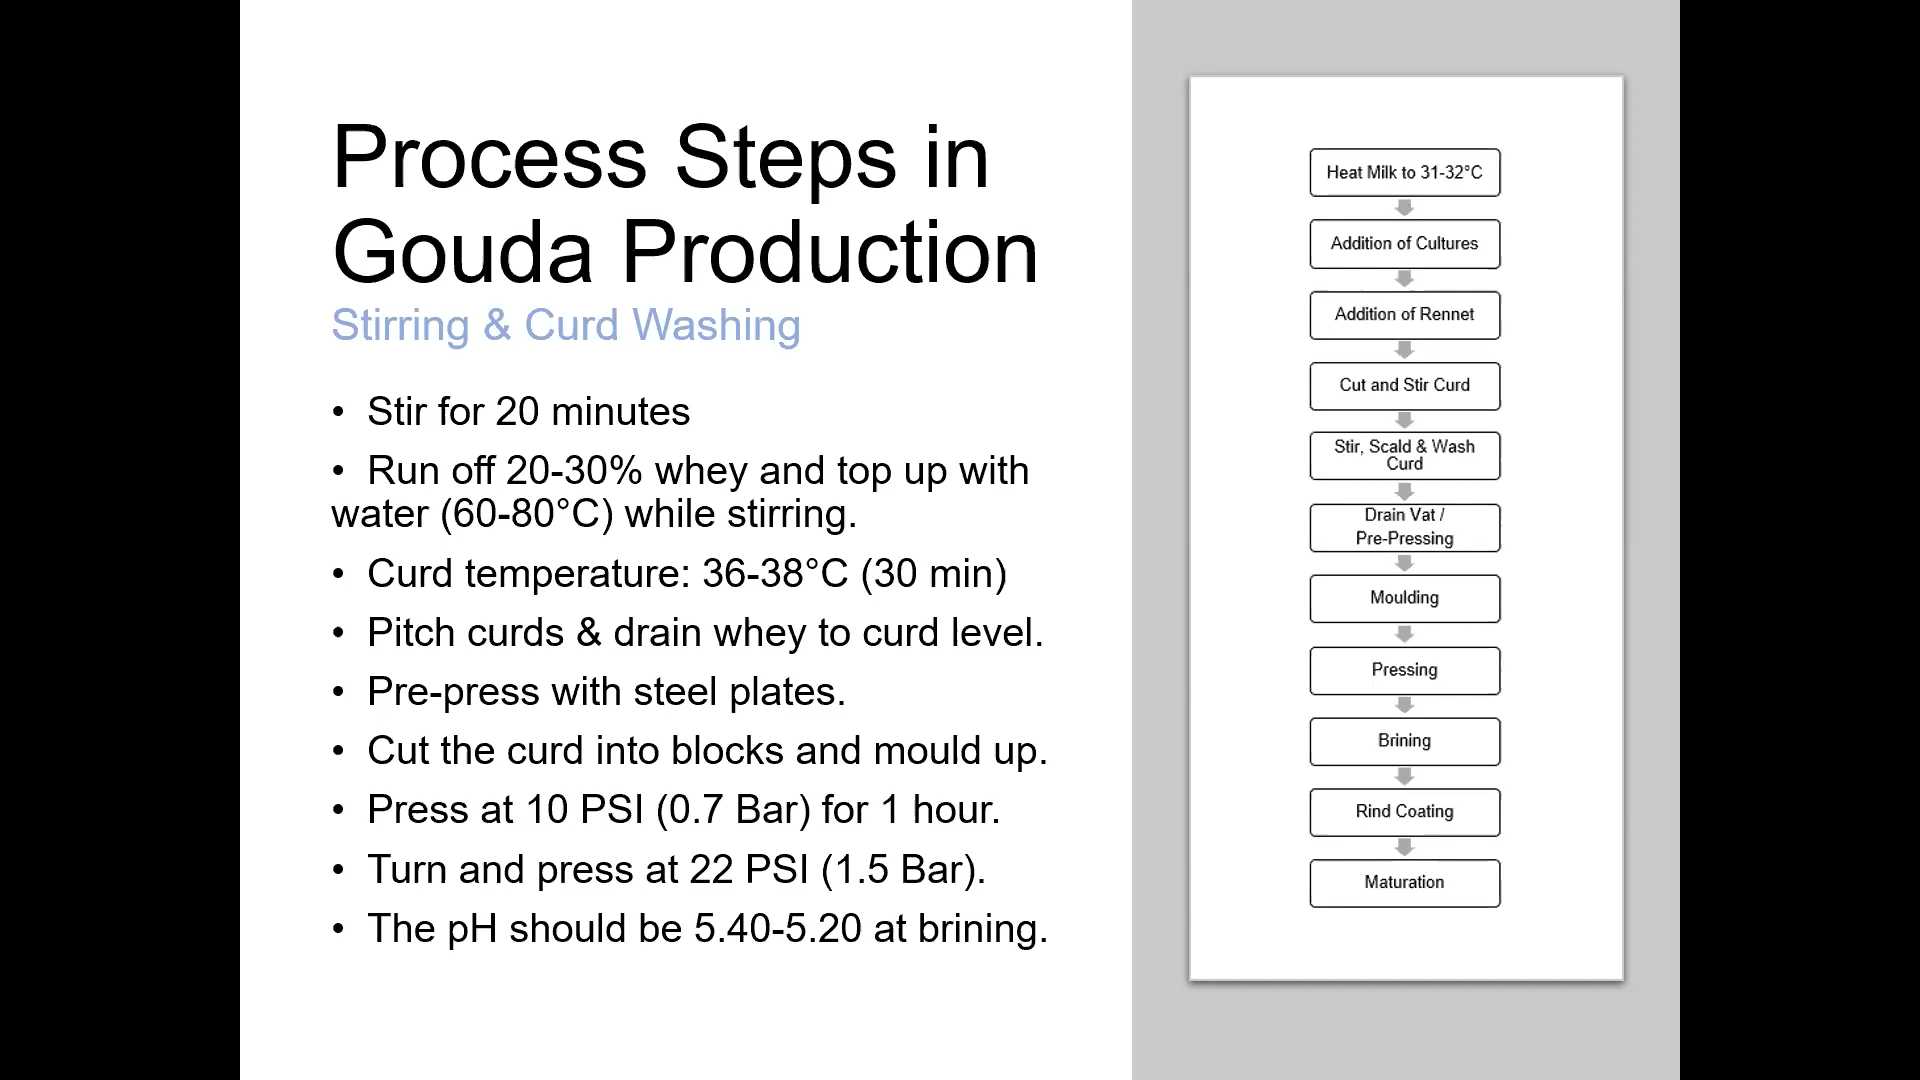 Process Steps in
Gouda Production
Stirring & Curd Washing
• Stir for 20 minutes
• Run off 20-30% whey and top up with
water (60-80°C) while stirring.
• Curd temperature: 36-38°C (30 min)
• Pitch curds & drain whey to curd level.
• Pre-press with steel plates.
• Cut the curd into blocks and mould up.
• Press at 10 PSI (0.7 Bar) for 1 hour.
• Turn and press at 22 PSI (1.5 Bar).
• The pH should be 5.40-5.20 at brining.
Heat Milk to 31-32°C
Addition of Cultures
Addition of Rennet
Cut and Stir Curd
Stir, Scald & Wash
Curd
Drain Vat /
Pre-Pressing
Moulding
Pressing
Brining
Rind Coating
Maturation